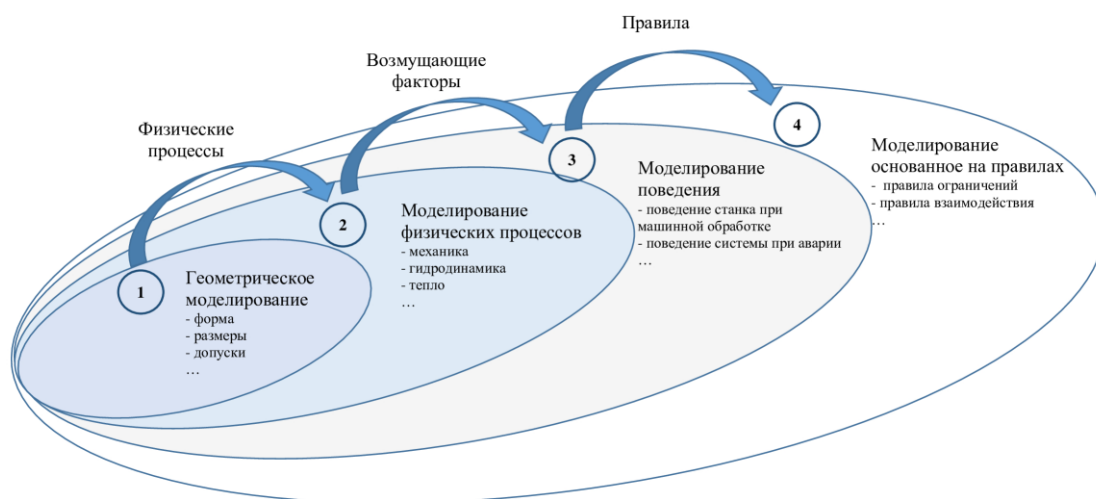 Правила
Возмущающие
факторы
Физические
процессы
1
Геометрическое
моделирование
- форма
- размеры
- допуски
…
2
Моделирование
физических процессов
- механика
- гидродинамика
- тепло
…
3
Моделирование
поведения
- поведение станка при
машинной обработке
- поведение системы при аварии
…
4
Моделирование
основанное на правилах
- правила ограничений
- правила взаимодействия
…